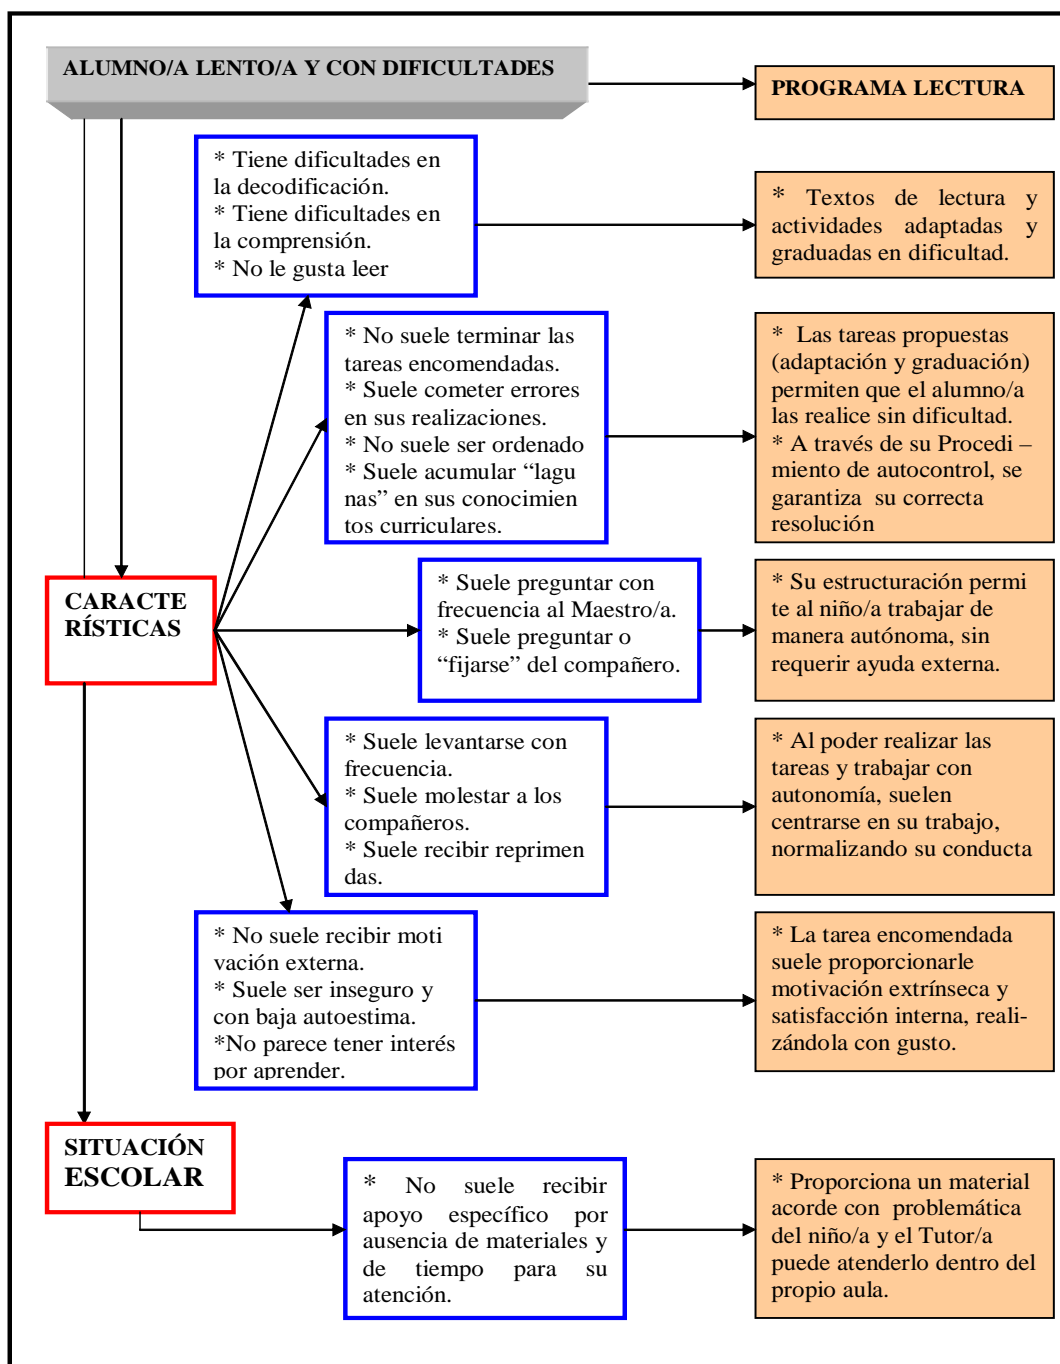 ALUMNO/A LENTO/A Y CON DIFICULTADES
PROGRAMA LECTURA
* Tiene dificultades en
la decodificación.
* Tiene dificultades en
la comprensión.
* No le gusta leer
* Textos de lectura y
actividades adaptadas y
graduadas en dificultad.
* No suele terminar las
tareas encomendadas.
* Suele cometer errores
en sus realizaciones.
* No suele ser ordenado
* Suele acumular “lagu
nas” en sus conocimien
tos curriculares.
* Las tareas propuestas
(adaptación y graduación)
permiten que el alumno/a
las realice sin dificultad.
* A través de su Procedi –
miento de autocontrol, se
garantiza su correcta
resolución
CARACTE
RÍSTICAS
* Suele preguntar con
frecuencia al Maestro/a.
* Suele preguntar o
“fijarse” del compañero.
* Su estructuración permi
te al niño/a trabajar de
manera autónoma, sin
requerir ayuda externa.
* Suele levantarse con
frecuencia.
* Suele molestar a los
compañeros.
* Suele recibir reprimen
das.
* Al poder realizar las
tareas y trabajar con
autonomía, suelen
centrarse en su trabajo,
normalizando su conducta
* No suele recibir moti
vación externa.
* Suele ser inseguro y
con baja autoestima.
*No parece tener interés
por aprender.
* La tarea encomendada
suele proporcionarle
motivación extrínseca y
satisfacción interna, reali-
zándola con gusto.
SITUACIÓN
ESCOLAR
* No suele recibir
apoyo específico por
ausencia de materiales y
de tiempo para su
atención.
* Proporciona un material
acorde con problemática
del niño/a y el Tutor/a
puede atenderlo dentro del
propio aula.